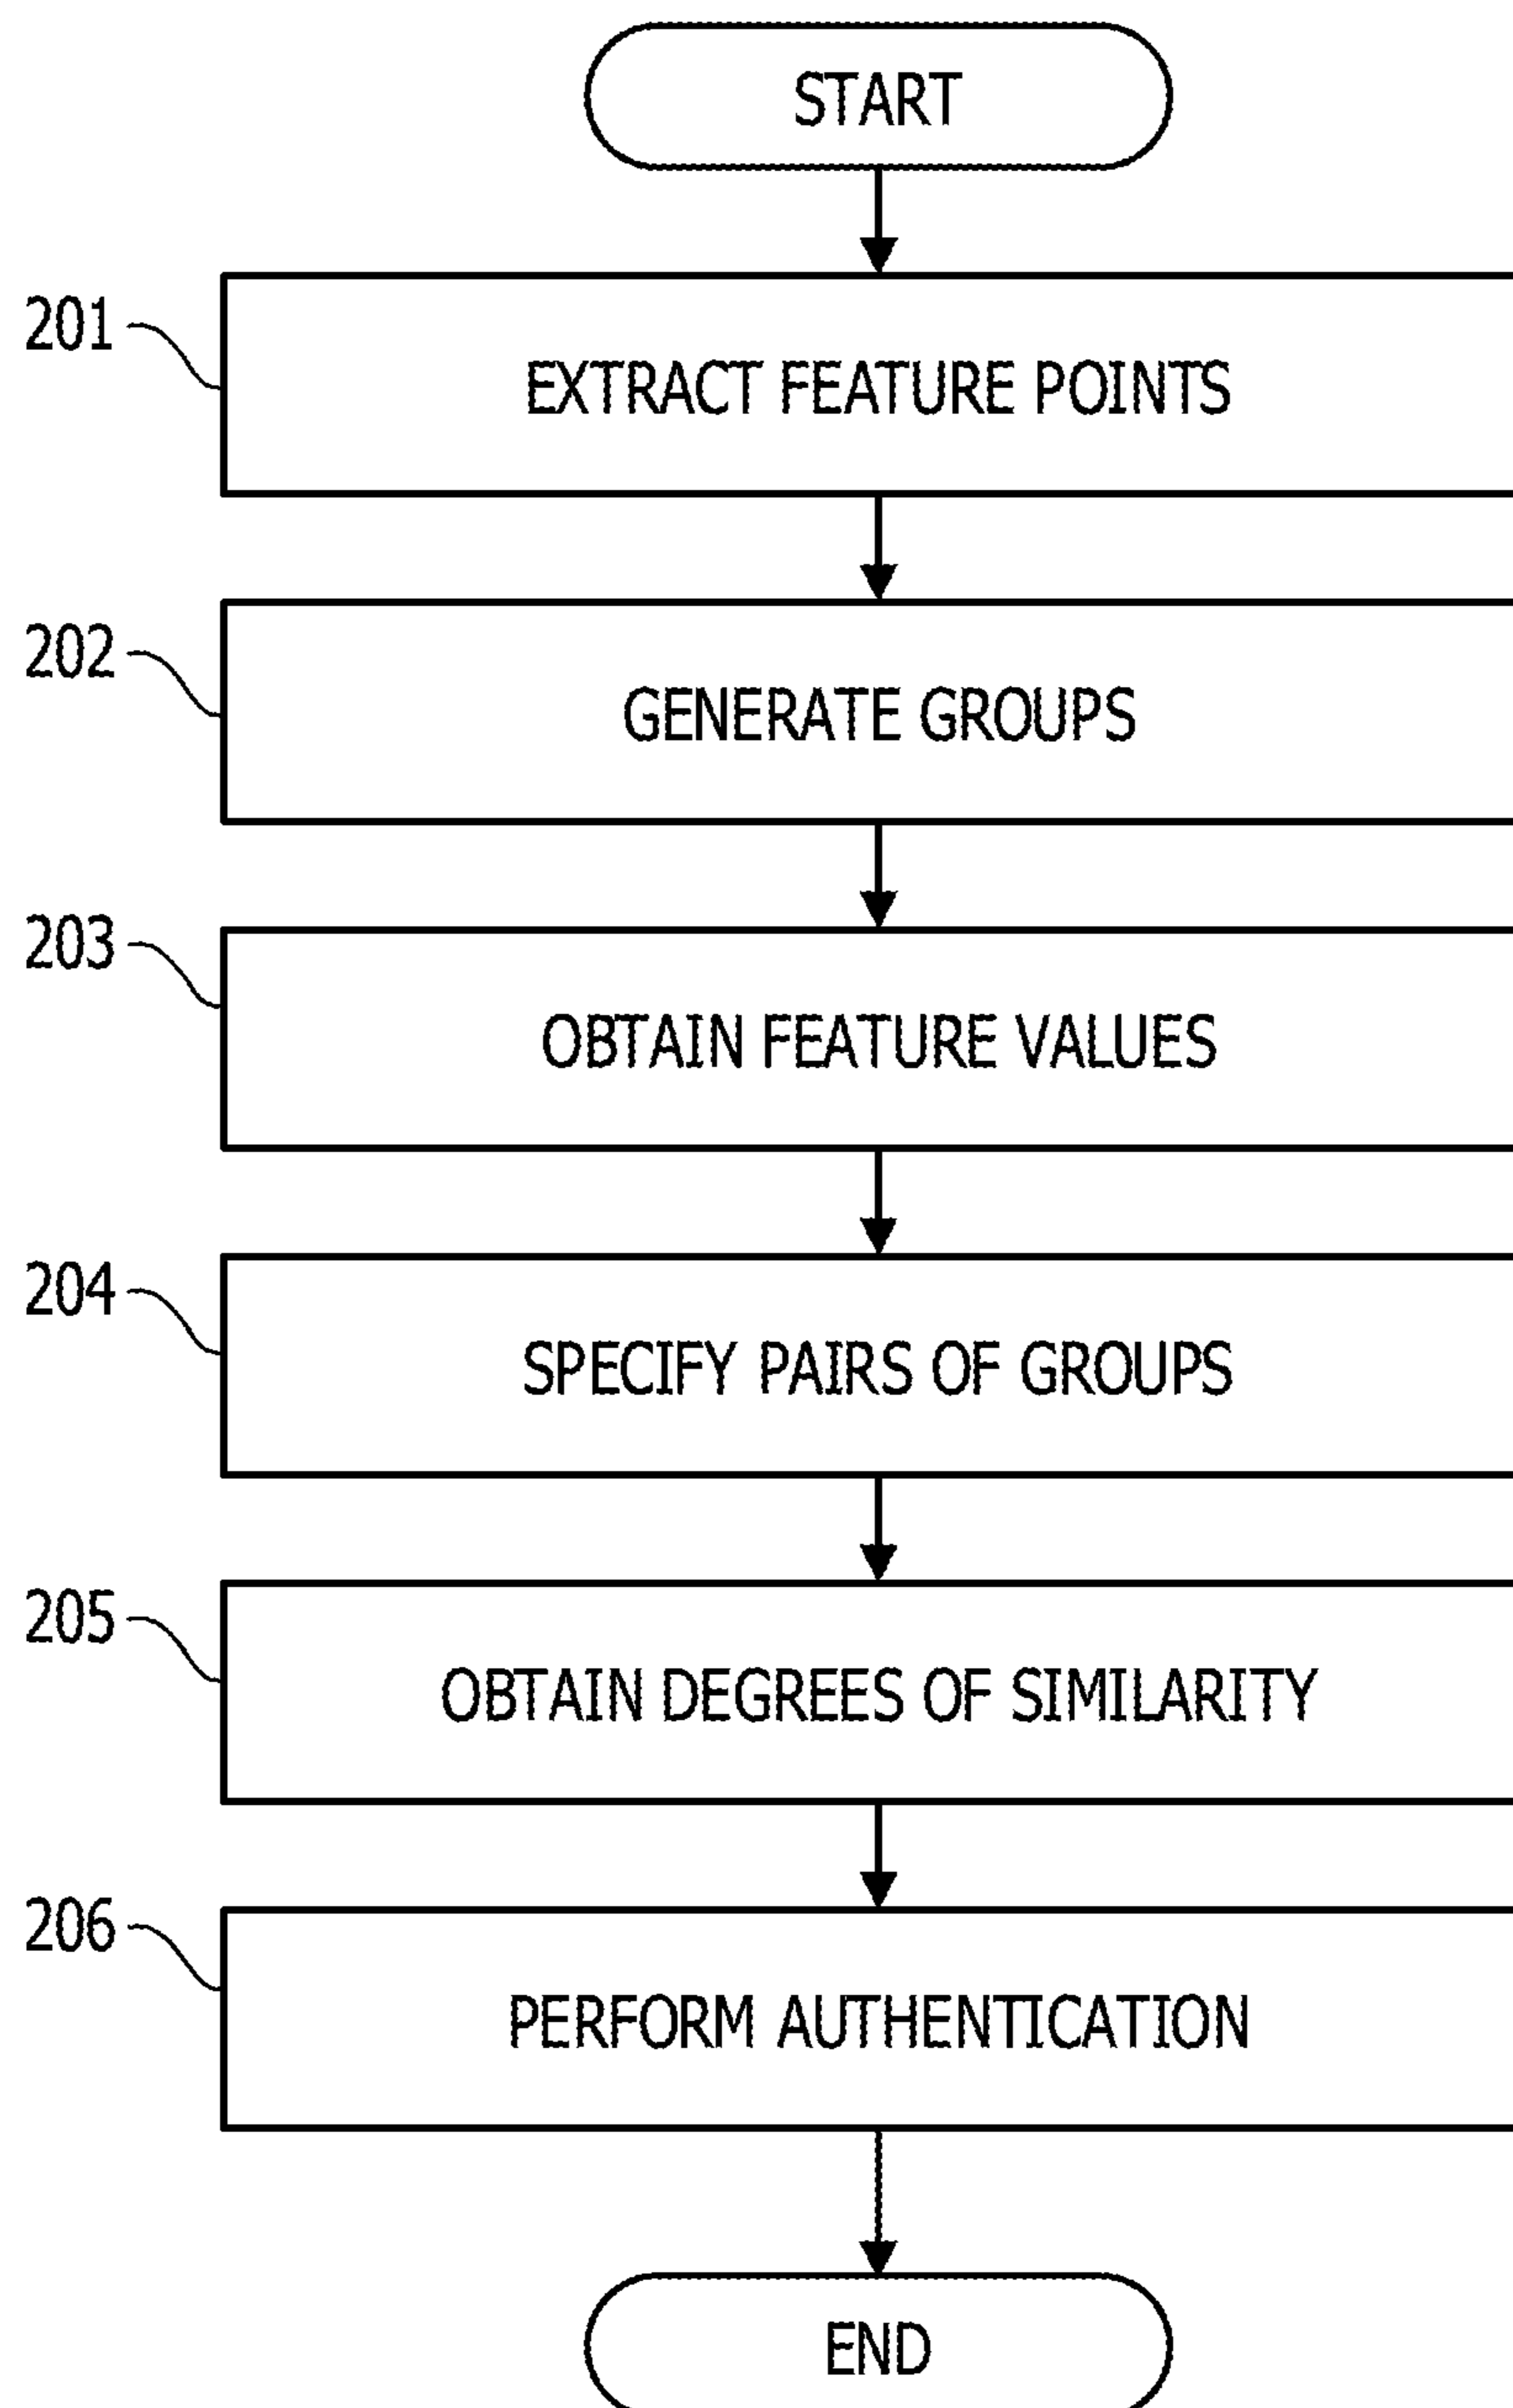 START
201
EXTRACT FEATURE POINTS
202
GENERATE GROUPS
203
OBTAIN FEATURE VALUES
204
SPECIFY PAIRS OF GROUPS
205
OBTAIN DEGREES OF SIMILARITY
206
PERFORM AUTHENTICATION
END